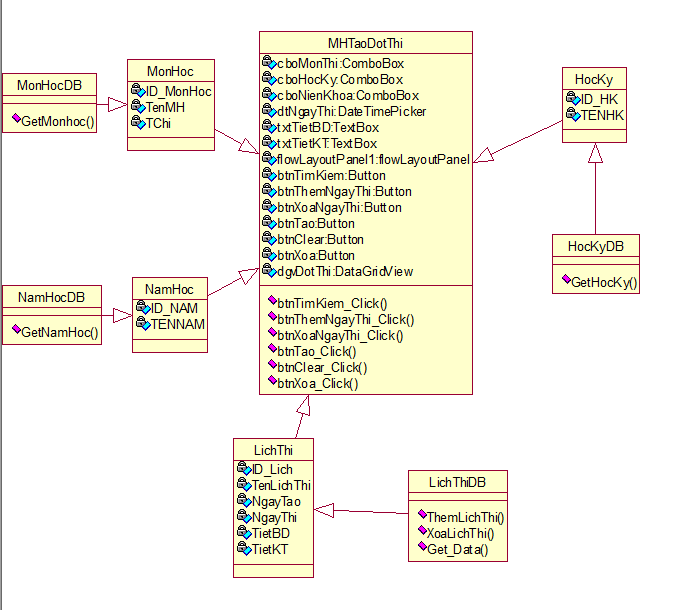 MHTaoDotThi
cboMonThi:ComboBox
cboHocKy:ComboBox
cboNienKhoa:ComboBox
dtNgayThi:DateTimePicker
txtTietBD:TextBox
txtTietKT:TextBox
flowLayoutPanel1:flowLayoutPanel
btnTimKiem:Button
btnThemNgayThi:Button
btnXoaNgayThi:Button
btnTao:Button
btnClear:Button
btnXoa:Button
dgvDotThi:DataGridView
btnTimKiem_Click()
btnThemNgayThi_Click()
btnXoaNgayThi_Click()
btnTao_Click()
btnClear_Click()
btnXoa_Click()
MonHocDB
GetMonhoc()
MonHoc
ID_MonHoc
TenMH
TChi
HocKy
ID_HK
TENHK
HocKyDB
GetHocKy()
NamHocDB
GetNamHoc()
NamHoc
ID_NAM
TENNAM
LichThi
ID_Lich
TenLichThi
NgayTao
NgayThi
TietBD
TietKT
LichThiDB
ThemLichThi()
XoaLichThi()
Get_Data()